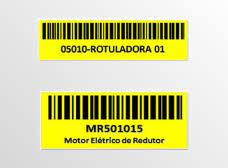 05010-ROTULADORA 01
MR501015
Motor Elétrico de Redutor